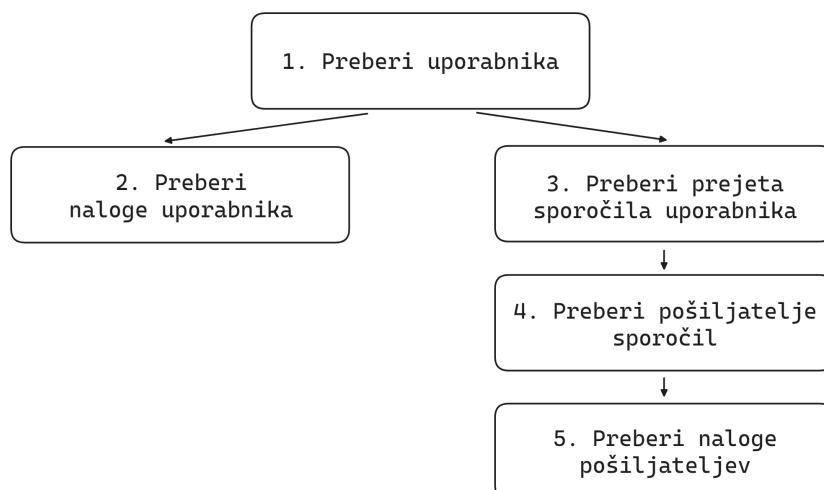 1. Preberi uporabnika
2. Preberi
naloge uporabnika
3. Preberi prejeta
sporočila uporabnika
4. Preberi pošiljatelje
sporočil
5. Preberi naloge
pošiljateljev